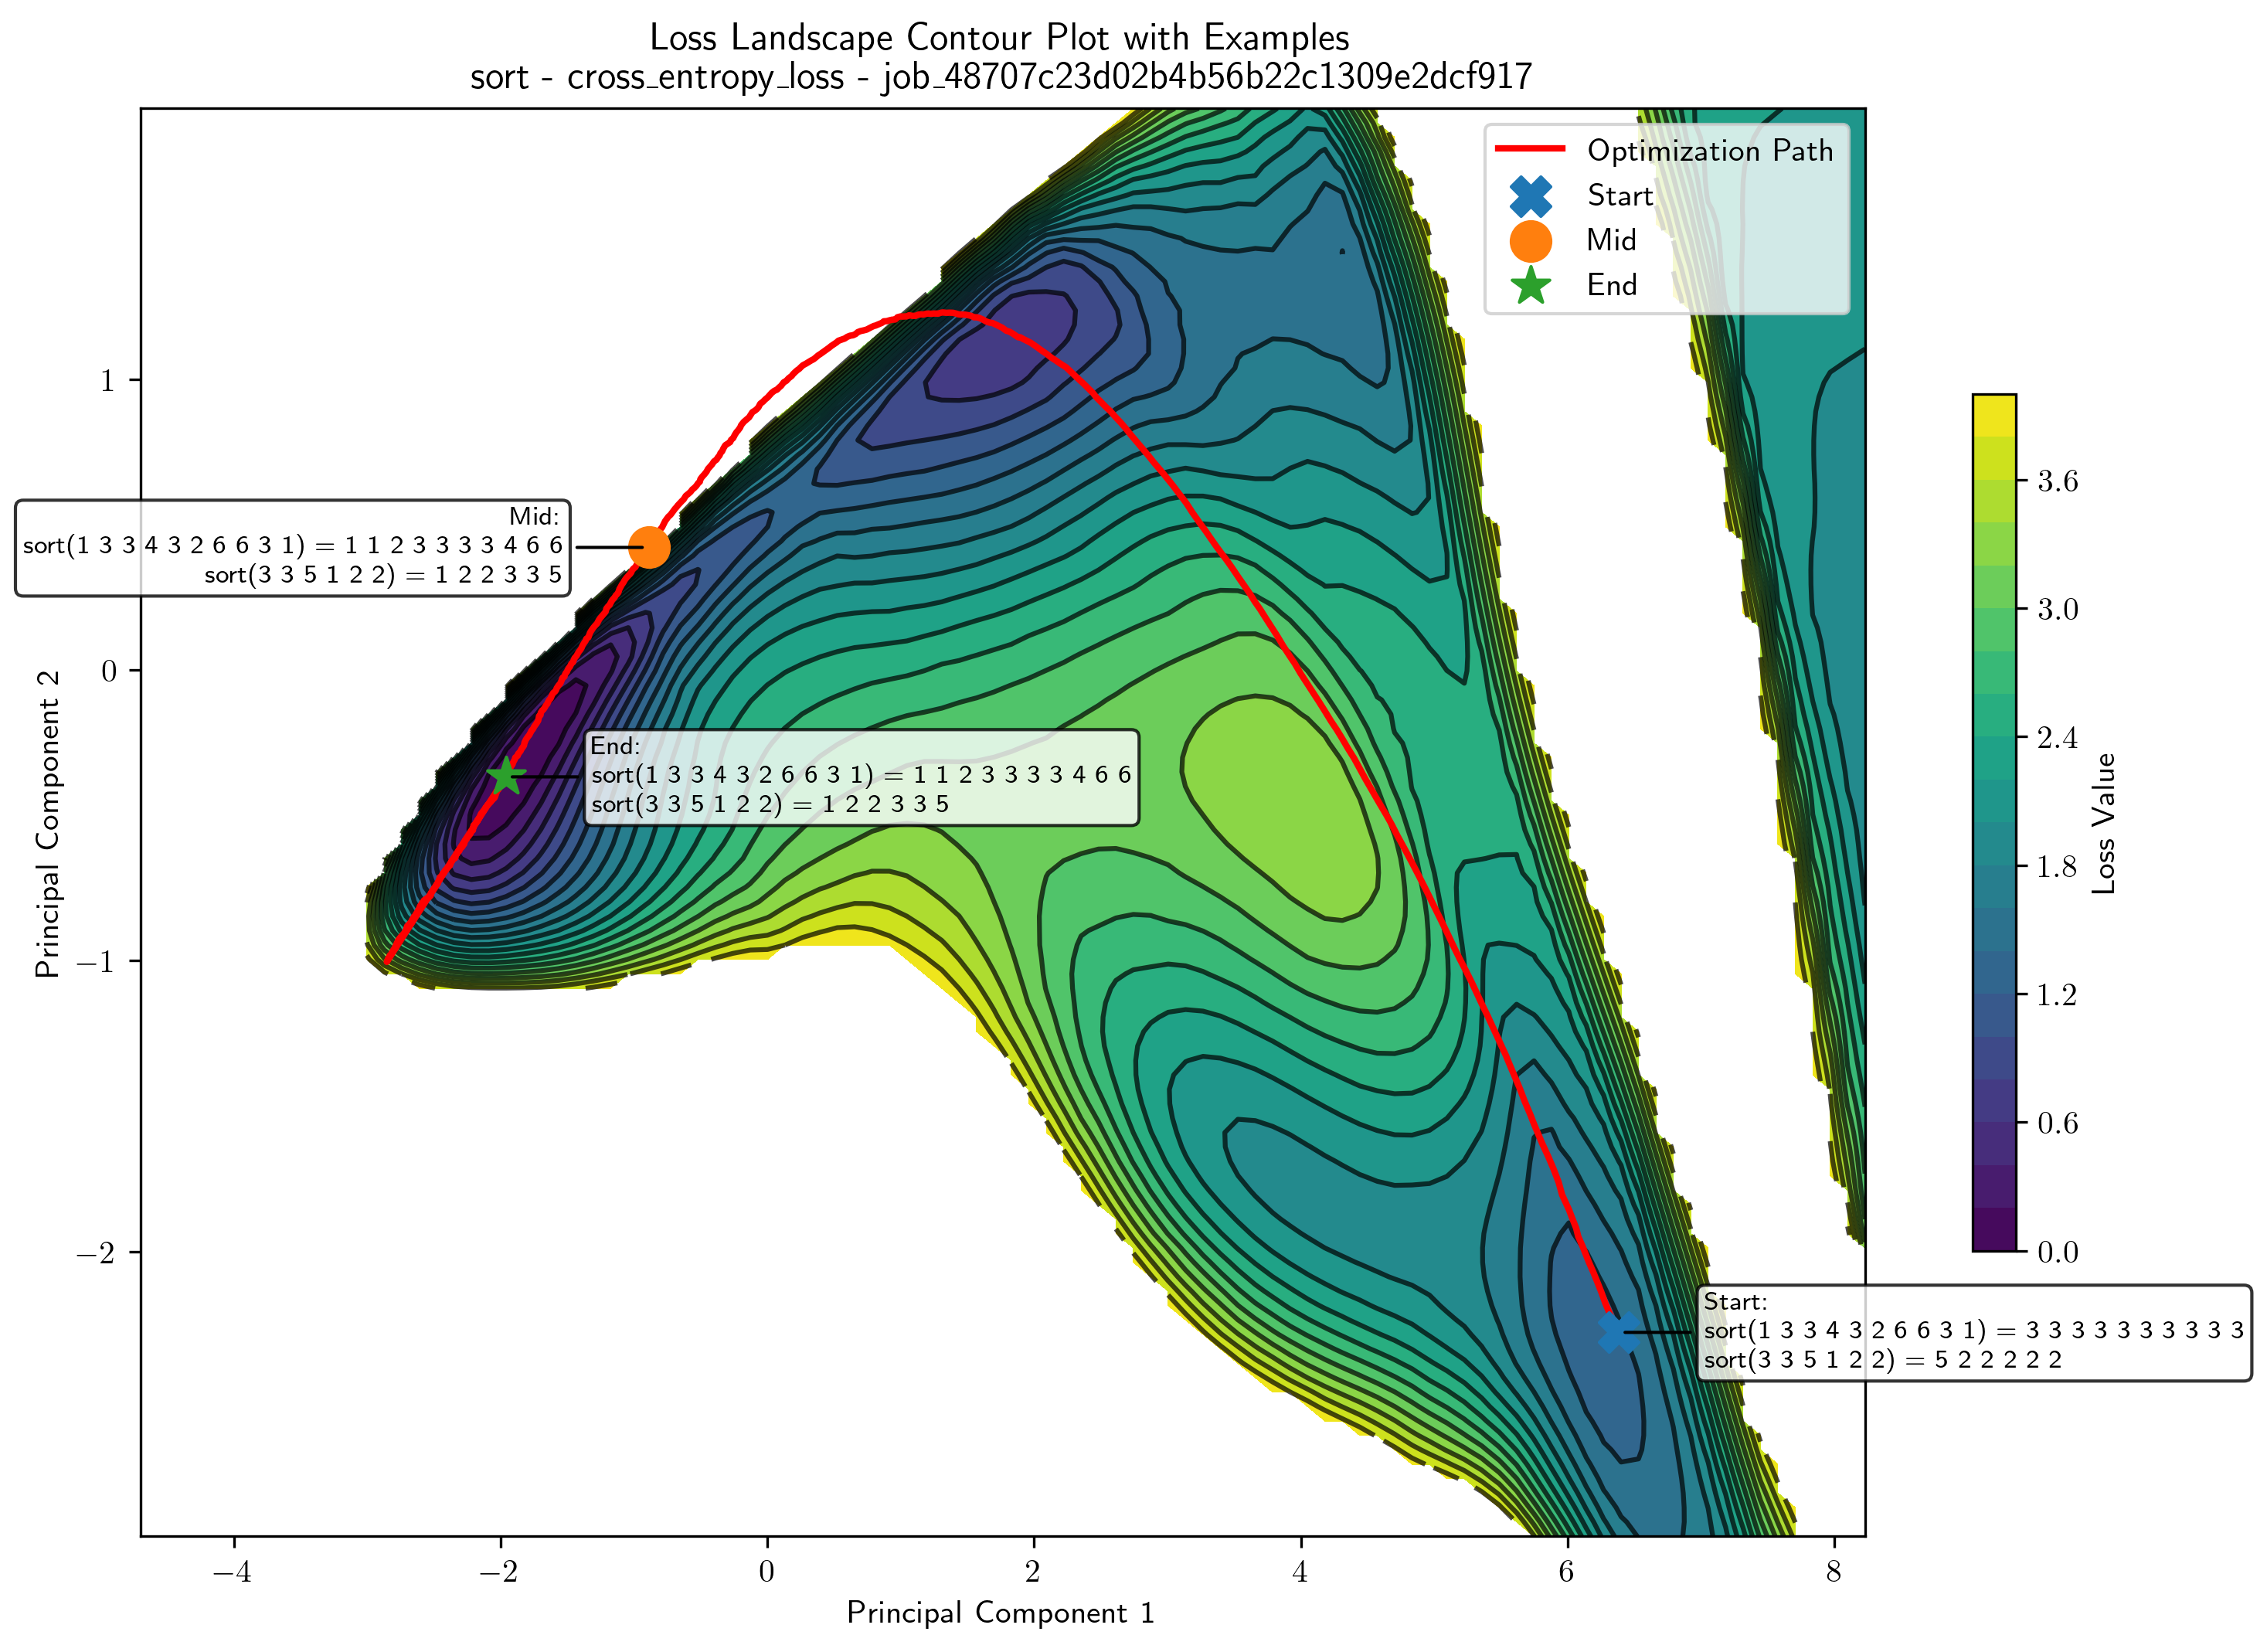 Loss Landscape Contour Plot with Examples
sort - cross_entropy_loss - job_48707c23d02b4b56b22c1309e2dcf917
Optimization Path
Start
Mid
End
Mid:
sort(1 3 3 4 3 2 6 6 3 1) = 1 1 2 3 3 3 3 4 6 6
sort(3 3 5 1 2 2) = 1 2 2 3 3 5
End:
sort(1 3 3 4 3 2 6 6 3 1) = 1 1 2 3 3 3 3 4 6 6
sort(3 3 5 1 2 2) = 1 2 2 3 3 5
Start:
sort(1 3 3 4 3 2 6 6 3 1) = 3 3 3 3 3 3 3 3 3 3
sort(3 3 5 1 2 2) = 5 2 2 2 2 2
1
0
−1
−2
Principal Component 2
−4
−2
0
2
4
6
8
Principal Component 1
3.6
3.0
2.4
1.8
1.2
0.6
0.0
Loss Value